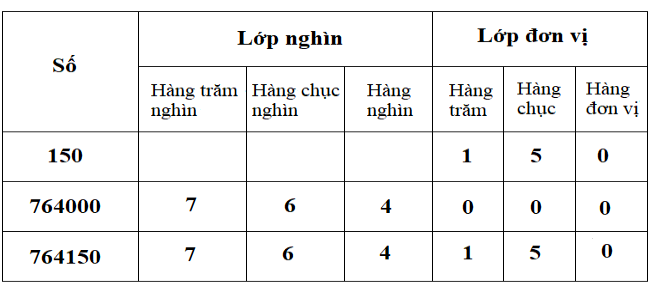 Số Lớp nghìn Lớp đơn vị
Hàng trăm nghìn Hàng chục nghìn Hàng nghìn Hàng trăm Hàng chục Hàng đơn vị
150 1 5 0
764000 7 6 4 0 0 0
764150 7 6 4 1 5 0